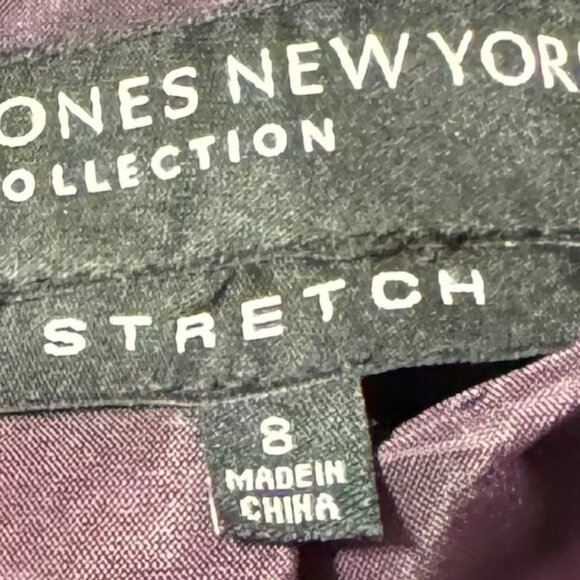 ONES NEW YOR
OLLECTION
STRETCH
8
MADE IN
CHINA